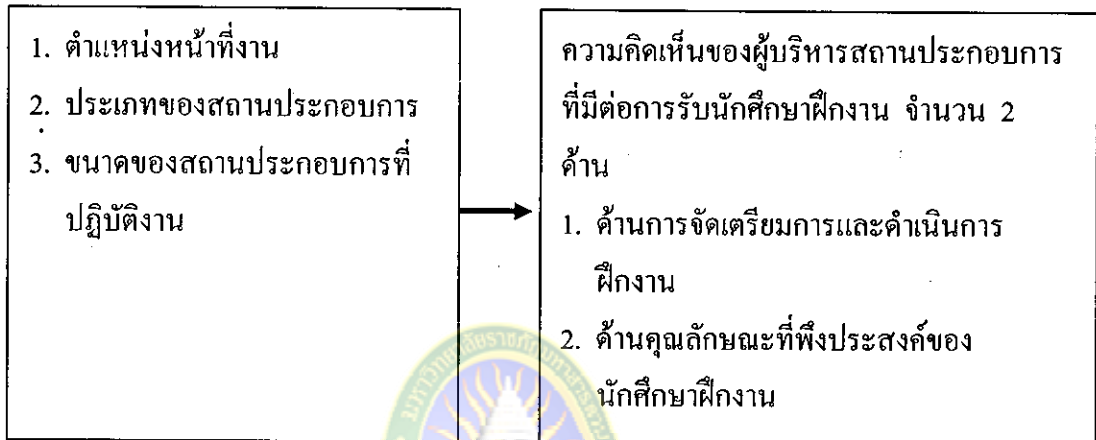 1. ตำแหน่งหน้าที่งาน
2. ประเภทของสถานประกอบการ
3. ขนาดของสถานประกอบการที่
ปฏิบัติงาน
ความคิดเห็นของผู้บริหารสถานประกอบการ
ที่มีต่อการรับนักศึกษาฝึกงาน จำนวน 2
ด้าน
1. ด้านการจัดเตรียมการและดำเนินการ
ฝึกงาน
2. ด้านคุณลักษณะที่พึงประสงค์ของ
นักศึกษาฝึกงาน